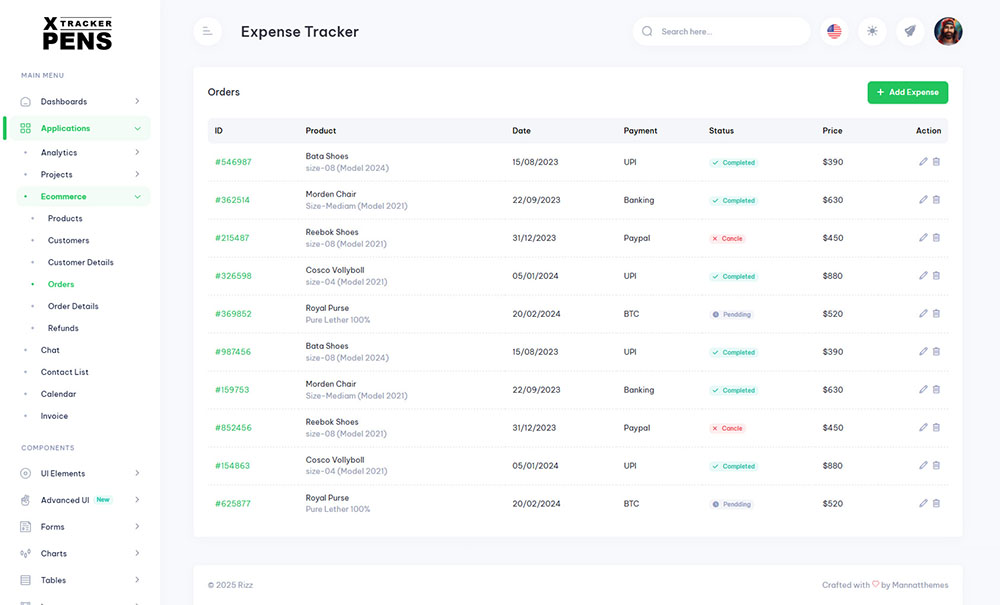 X TRACKER
PENS
Expense Tracker
Search here...
MAIN MENU
Dashboards
Applications
Analytics
Projects
Ecommerce
Products
Customers
Customer Details
Orders
Order Details
Refunds
Chat
Contact List
Calendar
Invoice
COMPONENTS
UI Elements
Advanced UI New
Forms
Charts
Tables
Orders
+ Add Expense
ID Product Date Payment Status Price Action
#546987 Bata Shoes 15/08/2023 UPI Completed $390
size-08 (Model 2024)
#362514 Morden Chair 22/09/2023 Banking Completed $630
Size-Mediam (Model 2021)
#215487 Reebok Shoes 31/12/2023 Paypal Concle $450
size-08 (Model 2021)
#326598 Cosco Vollyboll 05/01/2024 UPI Completed $880
size-04 (Model 2021)
#369852 Royal Purse 20/02/2024 BTC Pendding $520
Pure Lether 100%
#987456 Bata Shoes 15/08/2023 UPI Completed $390
size-08 (Model 2024)
#159753 Morden Chair 22/09/2023 Banking Completed $630
Size-Mediam (Model 2021)
#852456 Reebok Shoes 31/12/2023 Paypal Concle $450
size-08 (Model 2021)
#154863 Cosco Vollyboll 05/01/2024 UPI Completed $880
size-04 (Model 2021)
#625877 Royal Purse 20/02/2024 BTC Pendding $520
Pure Lether 100%
© 2025 Rizz
Crafted with ♡ by Mannatthemes